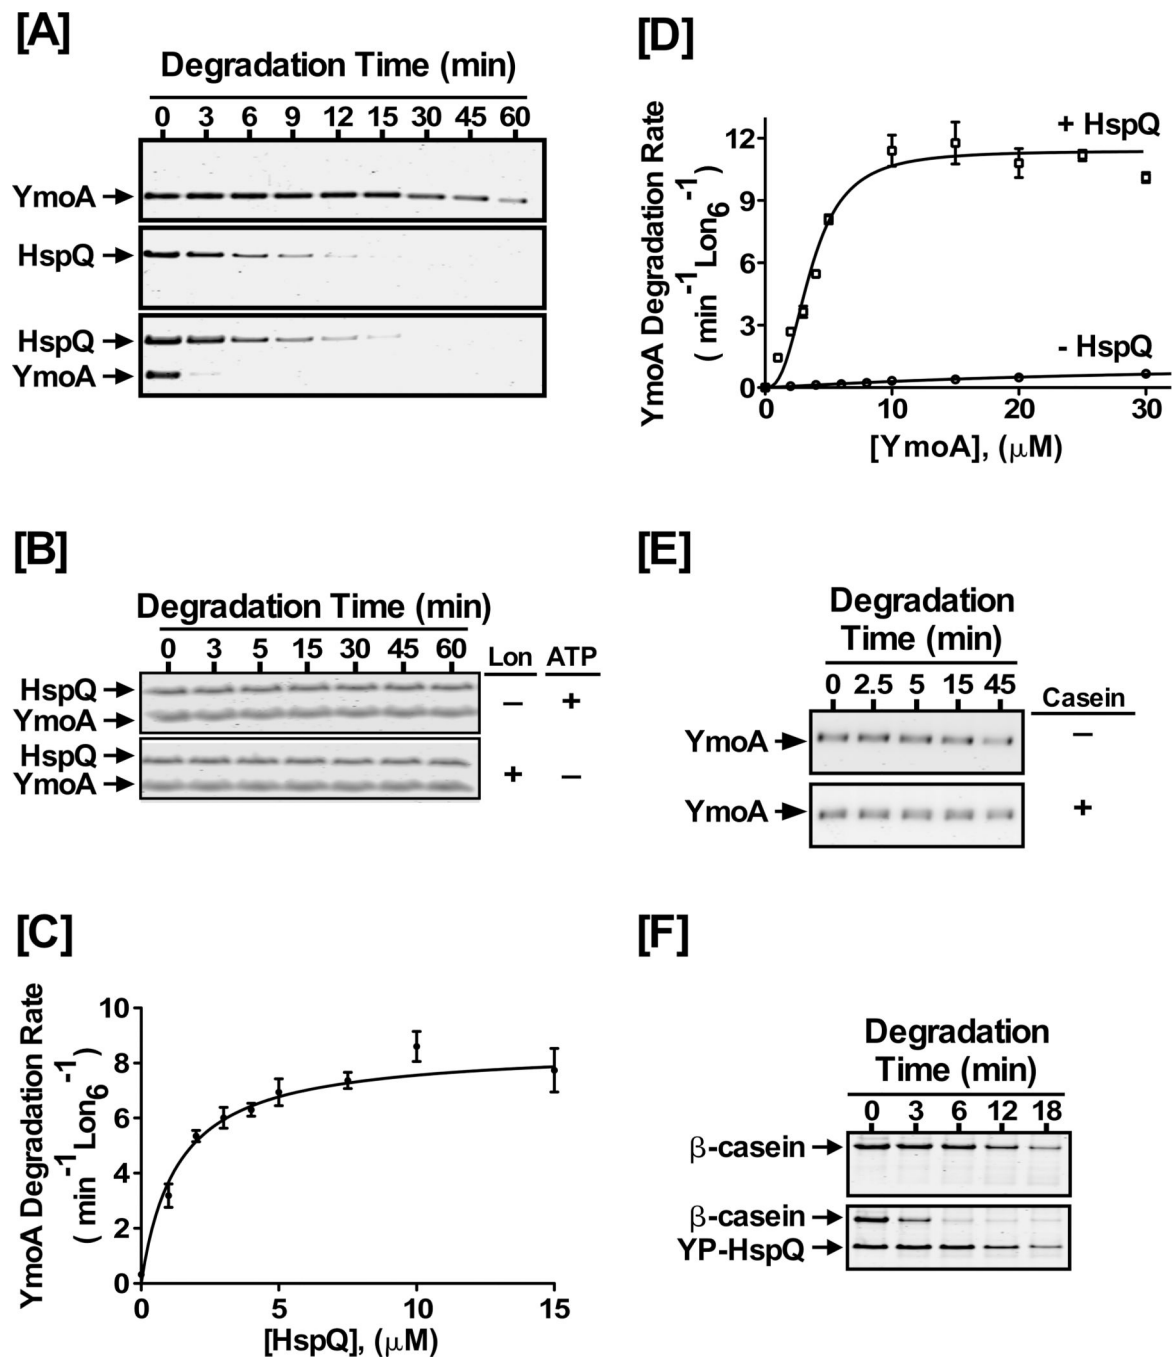 [A]
Degradation Time (min)
0 3 6 9 12 15 30 45 60
YmoA
HspQ
HspQ
YmoA
[B]
Degradation Time (min)
0 3 5 15 30 45 60 Lon ATP
HspQ
YmoA
– +
HspQ
YmoA
+ –
[C]
YmoA Degradation Rate
( min⁻¹ Lon₆⁻¹ )
10
8
6
4
2
0
0 5 10 15
[HspQ], (μM)
[D]
YmoA Degradation Rate
( min⁻¹ Lon₆⁻¹ )
12
9
6
3
0
+ HspQ
- HspQ
0 10 20 30
[YmoA], (μM)
[E]
Degradation
Time (min)
0 2.5 5 15 45 Casein
YmoA –
YmoA +
[F]
Degradation
Time (min)
0 3 6 12 18
β-casein
β-casein
YP-HspQ